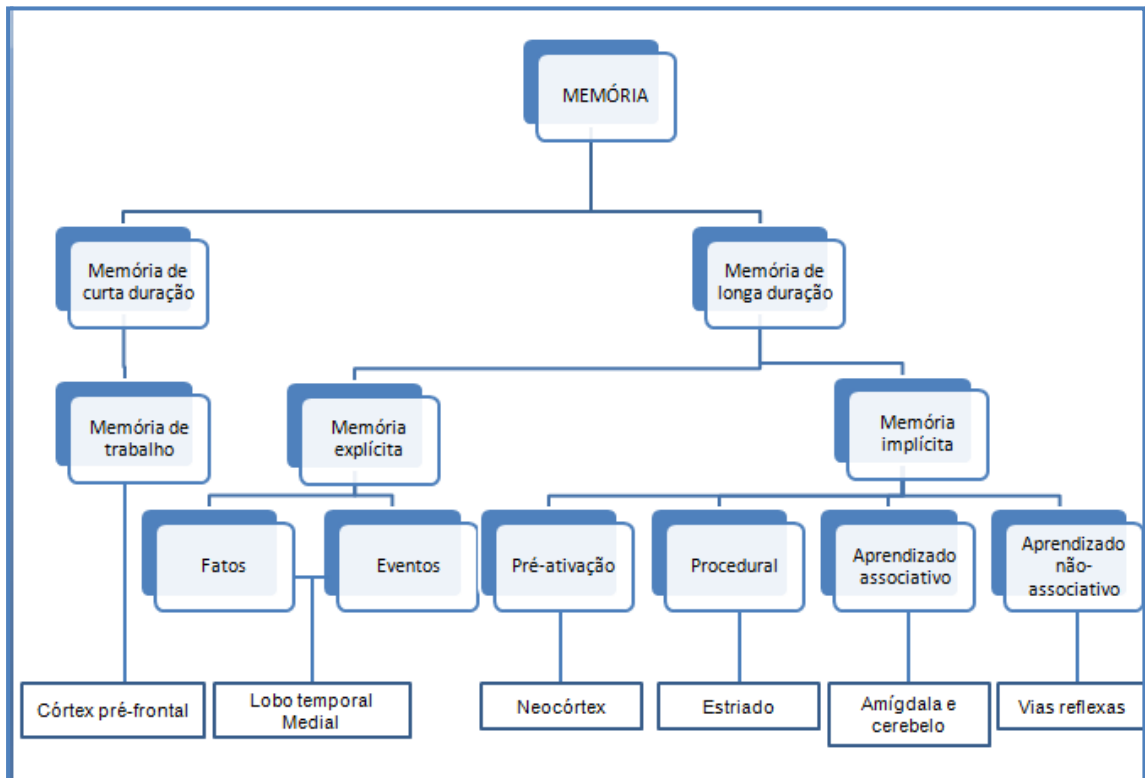 MEMÓRIA
Memória de
curta duração
Memória de
longa duração
Memória de
trabalho
Memória
explícita
Memória
implícita
Fatos
Eventos
Pré-ativação
Procedural
Aprendizado
associativo
Aprendizado
não-
associativo
Córtex pré-frontal
Lobo temporal
Medial
Neocórtex
Estriado
Amígdala e
cerebelo
Vias reflexas